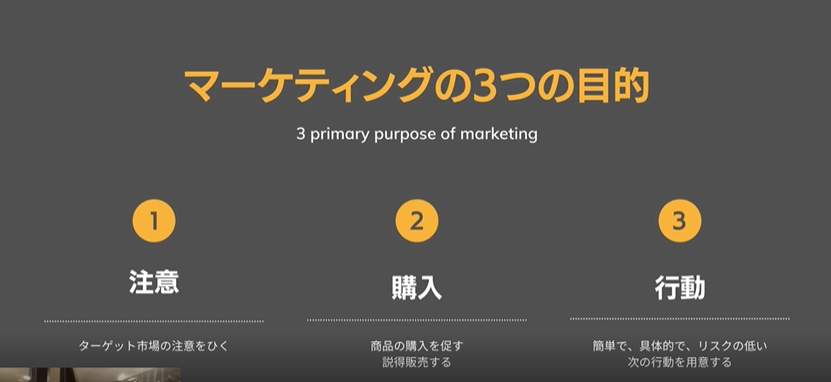 マーケティングの3つの目的
3 primary purpose of marketing
1
注意
ターゲット市場の注意をひく
2
購入
商品の購入を促す
説得販売する
3
行動
簡単で、具体的で、リスクの低い
次の行動を用意する